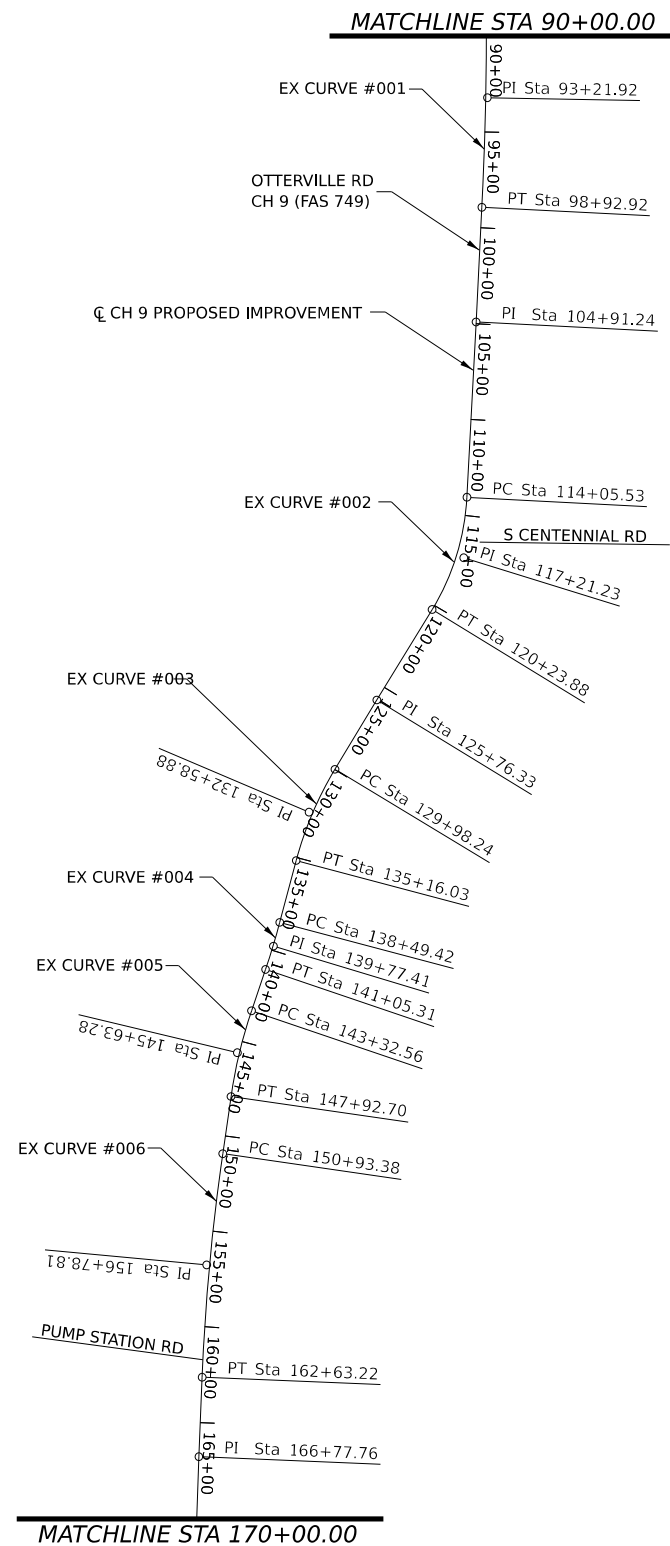 MATCHLINE STA 90+00.00
90+00
PI Sta 93+21.92
EX CURVE #001
95+00
OTTERVILLE RD
CH 9 (FAS 749)
PT Sta 98+92.92
100+00
℄ CH 9 PROPOSED IMPROVEMENT
PI Sta 104+91.24
105+00
110+00
EX CURVE #002
PC Sta 114+05.53
115+00
S CENTENNIAL RD
PI Sta 117+21.23
PT Sta 120+23.88
120+00
EX CURVE #003
PI Sta 125+76.33
125+00
PI Sta 132+58.88
PC Sta 129+98.24
130+00
PT Sta 135+16.03
135+00
EX CURVE #004
PC Sta 138+49.42
PI Sta 139+77.41
EX CURVE #005
PT Sta 141+05.31
140+00
PI Sta 145+63.28
PC Sta 143+32.56
145+00
PT Sta 147+92.70
EX CURVE #006
PC Sta 150+93.38
150+00
PI Sta 156+78.81
155+00
PUMP STATION RD
160+00
PT Sta 162+63.22
PI Sta 166+77.76
165+00
MATCHLINE STA 170+00.00